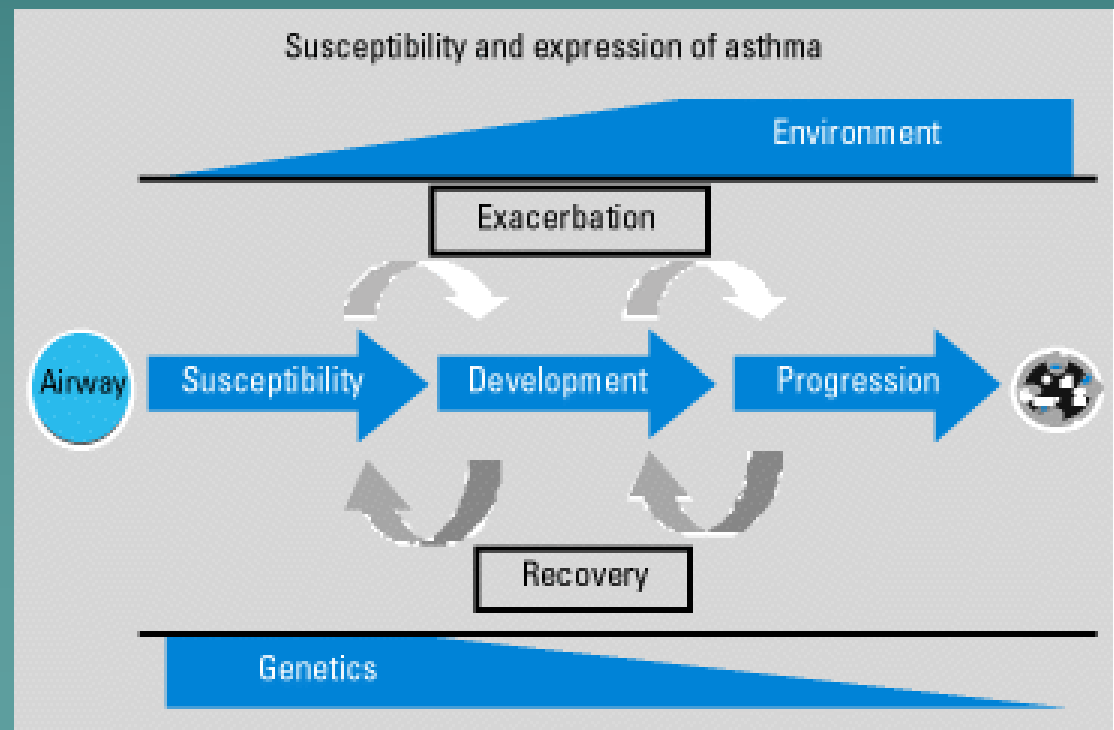 Susceptibility and expression of asthma
Environment
Exacerbation
Airway
Susceptibility
Development
Progression
Recovery
Genetics